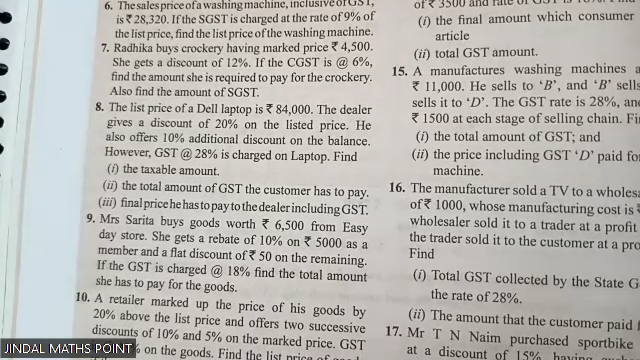 6. The sales price of a washing machine, inclusive of GST,
is ₹ 28,320. If the SGST is charged at the rate of 9% of
the list price, find the list price of the washing machine.
7. Radhika buys crockery having marked price ₹ 4,500.
She gets a discount of 12%. If the CGST is @ 6%,
find the amount she is required to pay for the crockery.
Also find the amount of SGST.
8. The list price of a Dell laptop is ₹ 84,000. The dealer
gives a discount of 20% on the listed price. He
also offers 10% additional discount on the balance.
However, GST @ 28% is charged on Laptop. Find
(i) the taxable amount.
(ii) the total amount of GST the customer has to pay.
(iii) final price he has to pay to the dealer including GST.
9. Mrs Sarita buys goods worth ₹ 6,500 from Easy
day store. She gets a rebate of 10% on ₹ 5000 as a
member and a flat discount of ₹ 50 on the remaining.
If the GST is charged @ 18% find the total amount
she has to pay for the goods.
10. A retailer marked up the price of his goods by
20% above the list price and offers two successive
discounts of 10% and 5% on the marked price. GST
% on the goods. Find the list price of
of ₹ 3500 and rate of GST is
(i) the final amount which consumer
article
(ii) total GST amount.
15. A manufactures washing machines a
₹ 11,000. He sells to 'B', and 'B' sells
sells it to 'D'. The GST rate is 28%, an
₹ 1500 at each stage of selling chain. Fi
(i) the total amount of GST; and
(ii) the price including GST 'D' paid fo
machine.
16. The manufacturer sold a TV to a wholesa
of ₹ 1000, whose manufacturing cost is
wholesaler sold it to a trader at a profit
the trader sold it to the customer at a pro
Find
(i) Total GST collected by the State G
the rate of 28%.
(ii) The amount that the customer paid f
17. Mr T N Naim purchased sportbike
at a discount of 15%, having
JINDAL MATHS POINT